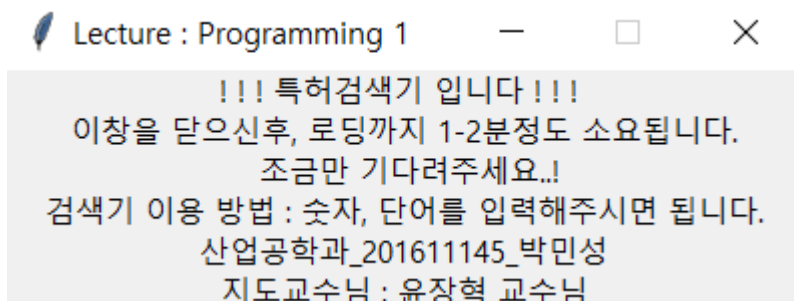 Lecture : Programming 1
! ! ! 특허검색기 입니다 ! ! !
이창을 닫으신후, 로딩까지 1-2분정도 소요됩니다.
조금만 기다려주세요..!
검색기 이용 방법 : 숫자, 단어를 입력해주시면 됩니다.
산업공학과_201611145_박민성
지도교수님 : 윤장혁 교수님